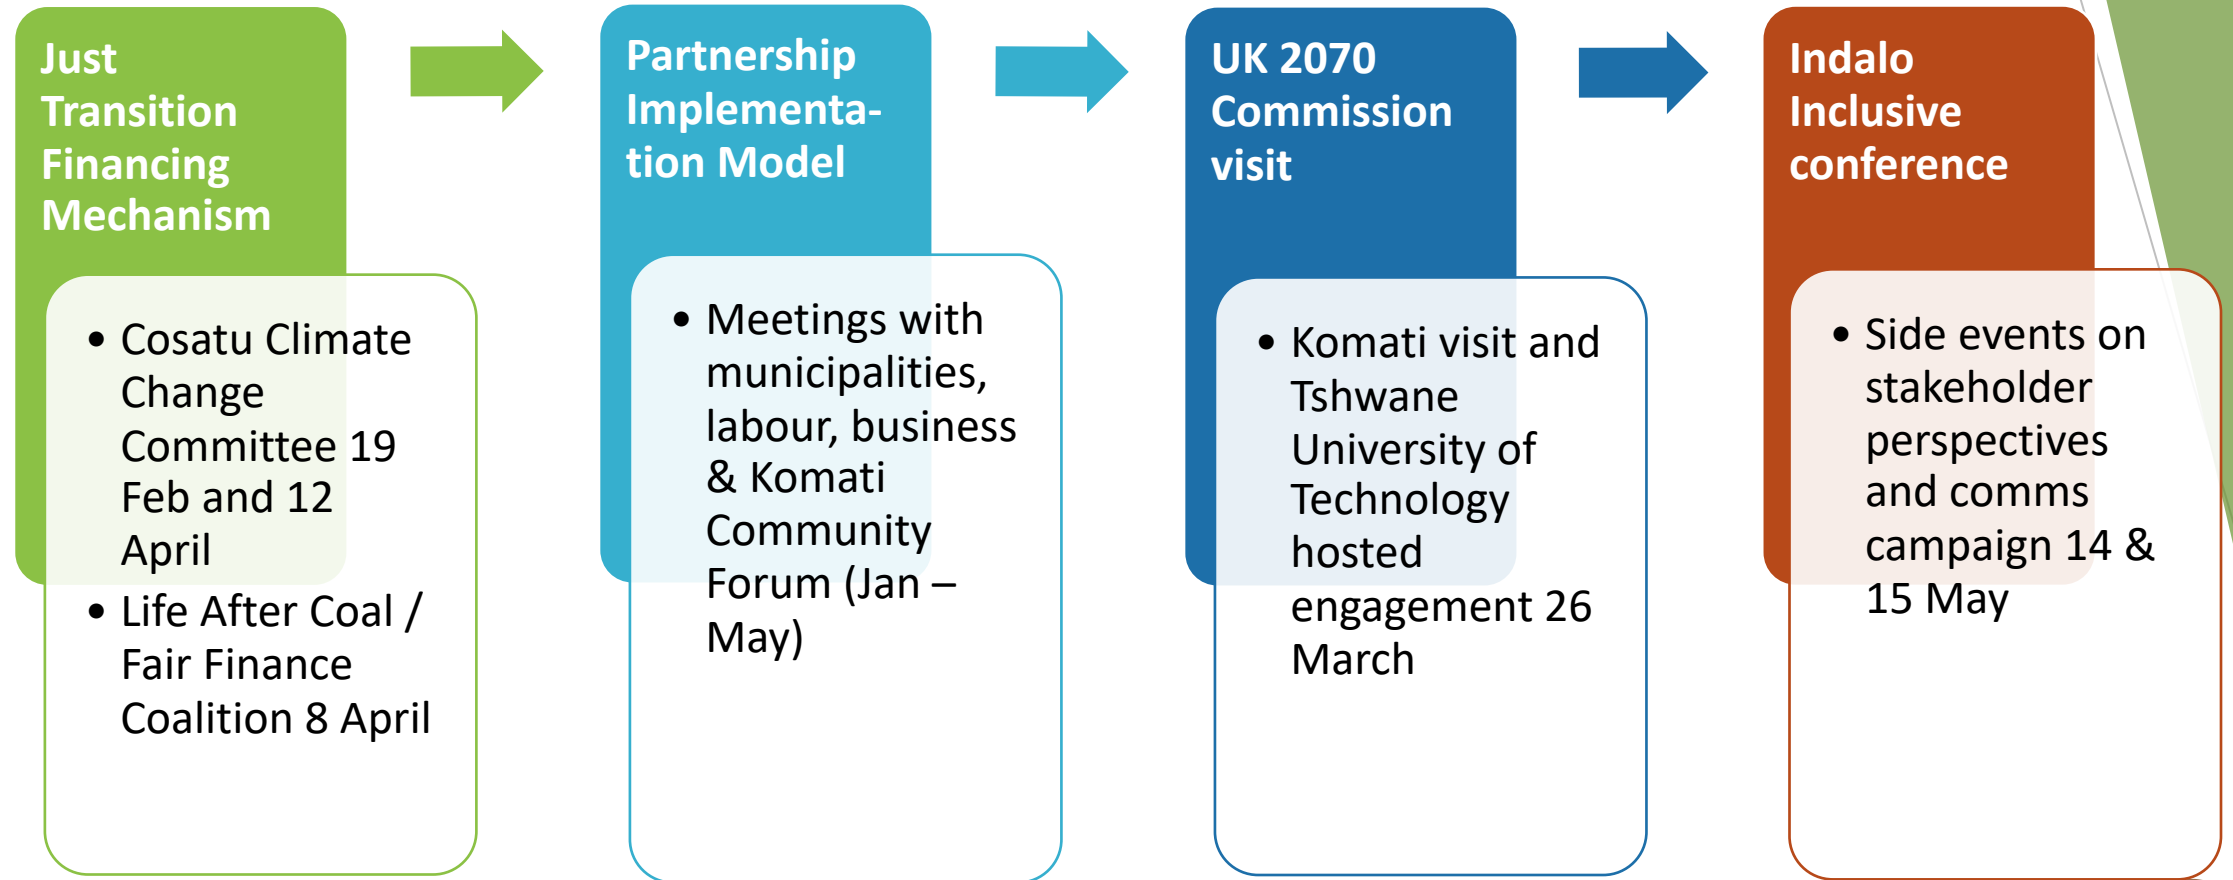 Just
Transition
Financing
Mechanism
• Cosatu Climate
Change
Committee 19
Feb and 12
April
• Life After Coal /
Fair Finance
Coalition 8 April
Partnership
Implementa-
tion Model
• Meetings with
municipalities,
labour, business
& Komati
Community
Forum (Jan –
May)
UK 2070
Commission
visit
• Komati visit and
Tshwane
University of
Technology
hosted
engagement 26
March
Indalo
Inclusive
conference
• Side events on
stakeholder
perspectives
and comms
campaign 14 &
15 May